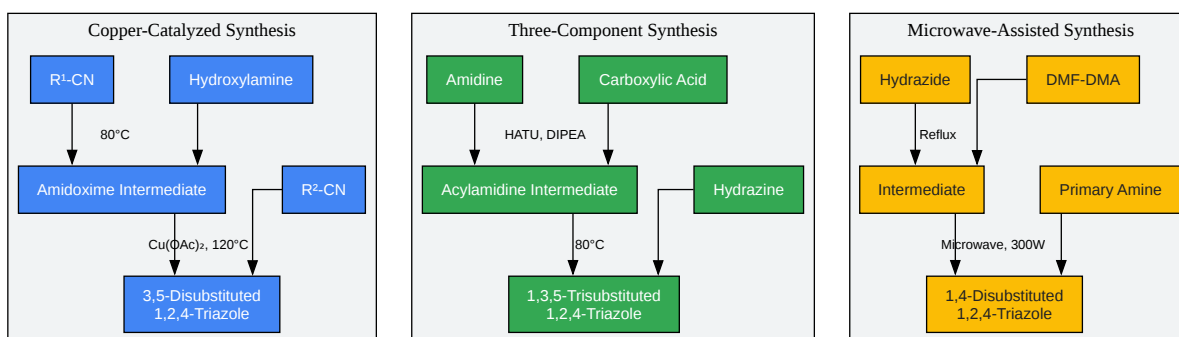 Copper-Catalyzed Synthesis
R¹-CN
Hydroxylamine
80°C
Amidoxime Intermediate
R²-CN
Cu(OAc)₂, 120°C
3,5-Disubstituted
1,2,4-Triazole
Three-Component Synthesis
Amidine
Carboxylic Acid
HATU, DIPEA
Acylamidine Intermediate
Hydrazine
80°C
1,3,5-Trisubstituted
1,2,4-Triazole
Microwave-Assisted Synthesis
Hydrazide
DMF-DMA
Reflux
Intermediate
Primary Amine
Microwave, 300W
1,4-Disubstituted
1,2,4-Triazole